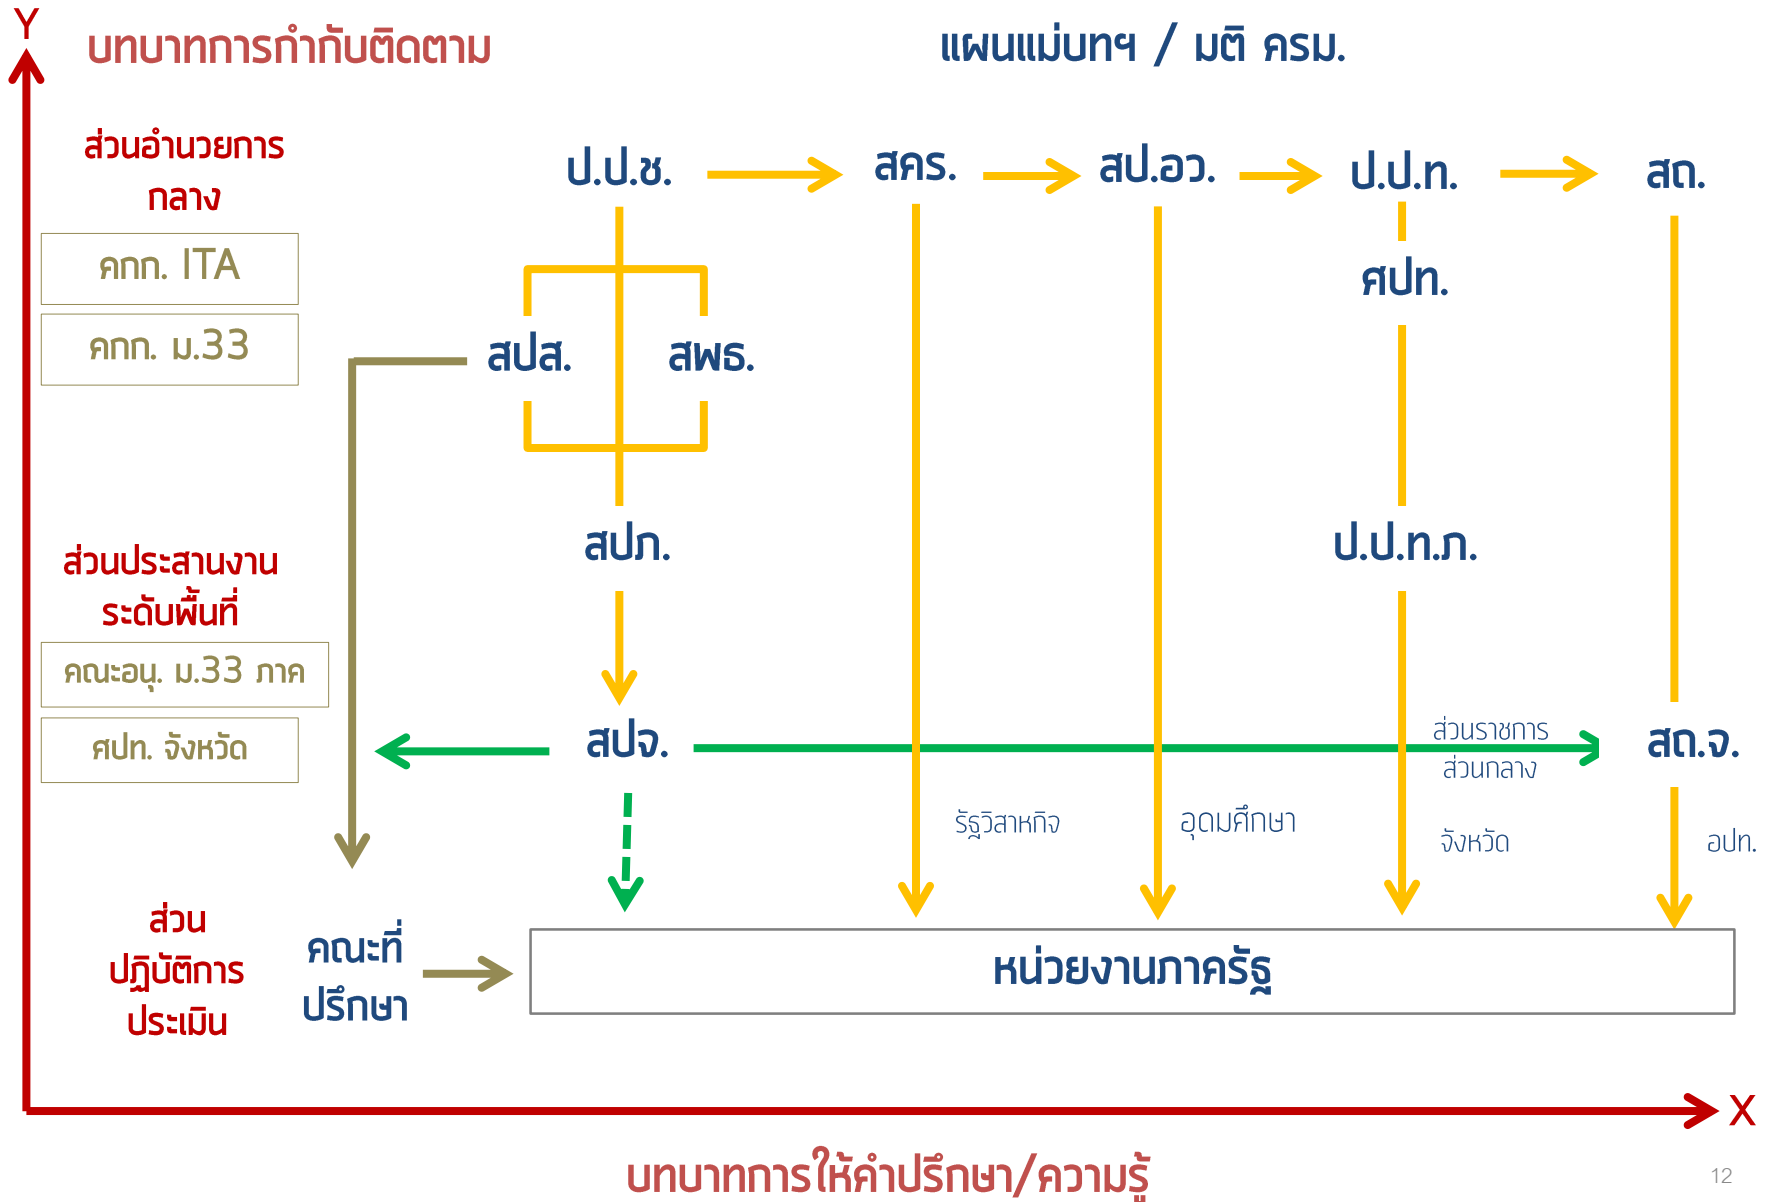 Y
บทบาทการกำกับติดตาม
แผนแม่บทฯ / มติ ครม.
ส่วนอำนวยการ
กลาง
ป.ป.ช.
สคร.
สป.อว.
ป.ป.ท.
สถ.
คกก. ITA
ศปท.
คกก. ม.33
สปส.
สพธ.
สปภ.
ป.ป.ท.ภ.
ส่วนประสานงาน
ระดับพื้นที่
คณะอนุ. ม.33 ภาค
ศปท. จังหวัด
สปจ.
ส่วนราชการ
ส่วนกลาง
สถ.จ.
รัฐวิสาหกิจ
อุดมศึกษา
จังหวัด
อปท.
ส่วน
ปฏิบัติการ
ประเมิน
คณะที่
ปรึกษา
หน่วยงานภาครัฐ
X
บทบาทการให้คำปรึกษา/ความรู้
12